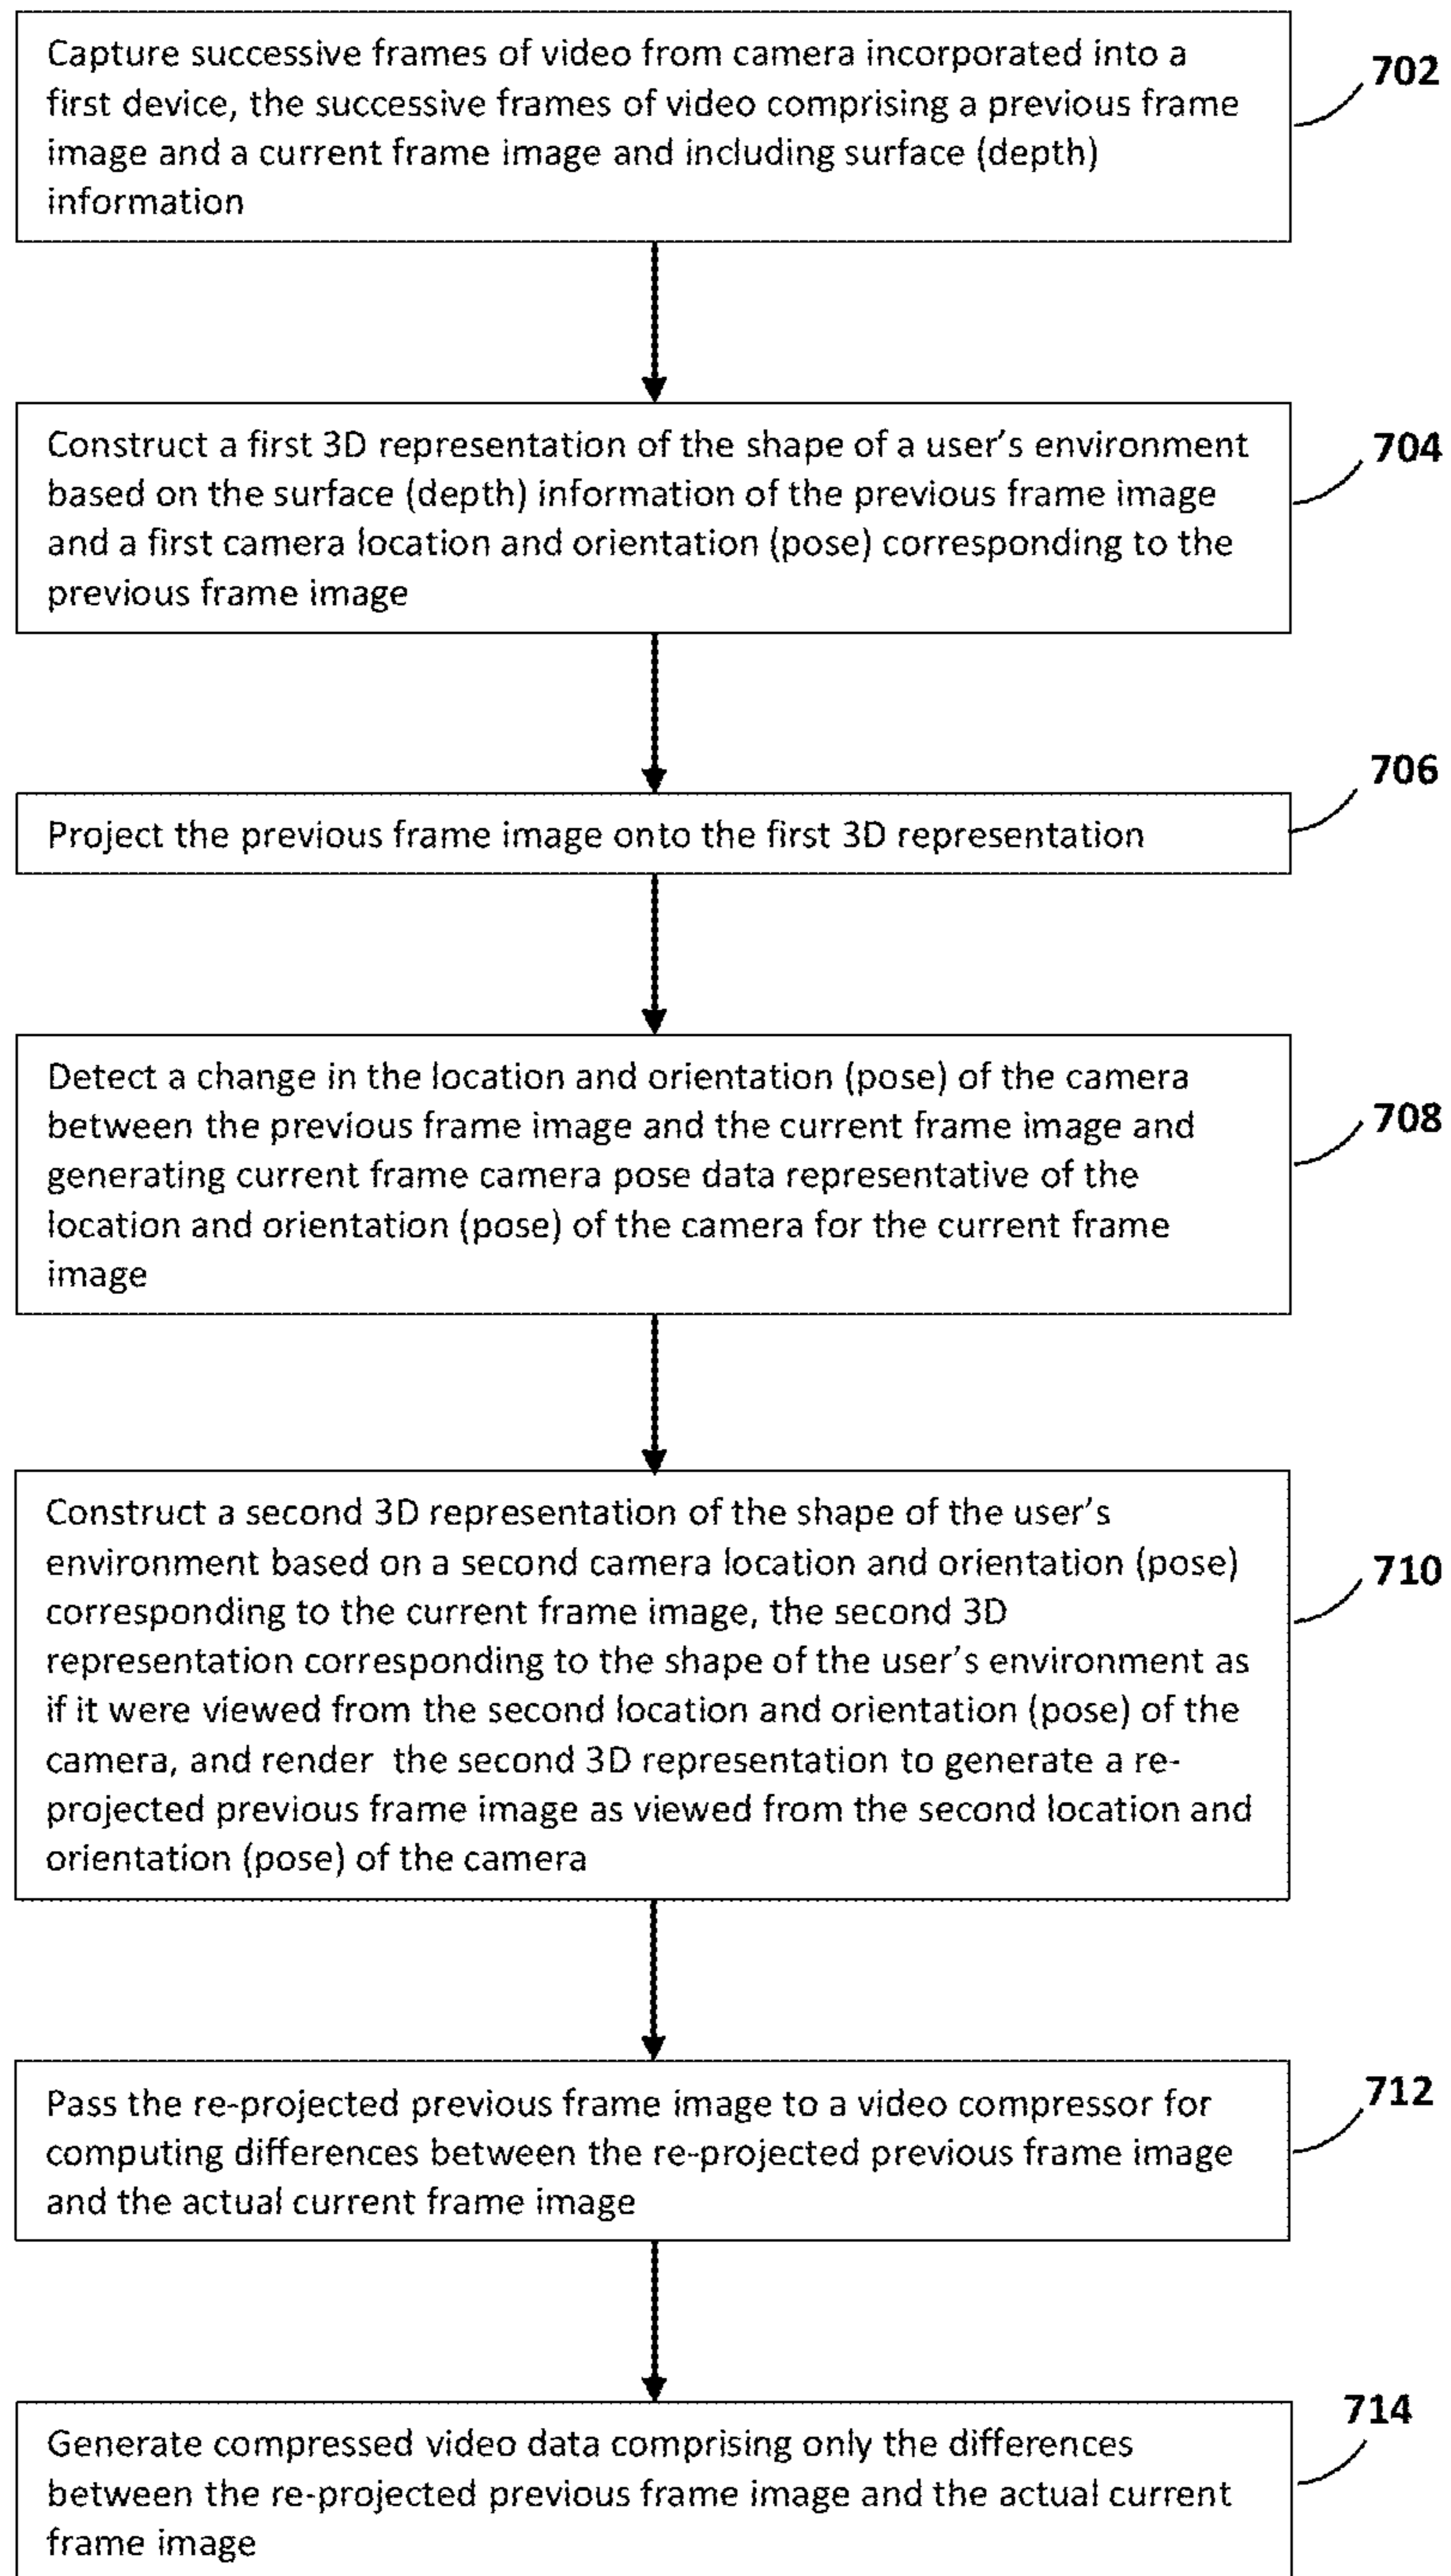 Capture successive frames of video from camera incorporated into a
702
first device, the successive frames of video comprising a previous frame
image and a current frame image and including surface (depth)
information
Construct a first 3D representation of the shape of a user's environment
704
based on the surface (depth) information of the previous frame image
and a first camera location and orientation (pose) corresponding to the
previous frame image
706
Project the previous frame image onto the first 3D representation
Detect a change in the location and orientation (pose) of the camera
708
between the previous frame image and the current frame image and
generating current frame camera pose data representative of the
location and orientation (pose) of the camera for the current frame
image
Construct a second 3D representation of the shape of the user's
environment based on a second camera location and orientation (pose)
710
corresponding to the current frame image, the second 3D
representation corresponding to the shape of the user's environment as
if it were viewed from the second location and orientation (pose) of the
camera, and render the second 3D representation to generate a re-
projected previous frame image as viewed from the second location and
orientation (pose) of the camera
712
Pass the re-projected previous frame image to a video compressor for
computing differences between the re-projected previous frame image
and the actual current frame image
714
Generate compressed video data comprising only the differences
between the re-projected previous frame image and the actual current
frame image